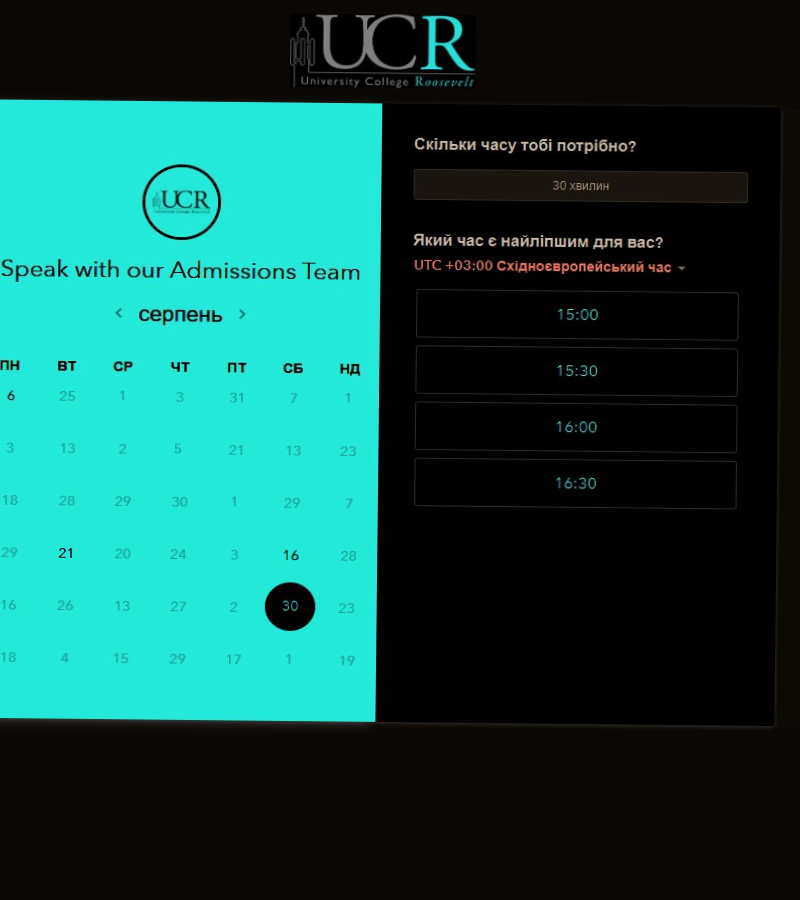 UCR
University College Roosevelt
UCR
Speak with our Admissions Team
серпень
ПН ВТ СР ЧТ ПТ СБ НД
6 25 1 3 31 7 1
3 13 2 5 21 13 23
18 28 29 30 1 29 7
29 21 20 24 3 16 28
16 26 13 27 2 30 23
18 4 15 29 17 1 19
Скільки часу тобі потрібно?
30 хвилин
Який час є найліпшим для вас?
UTC +03:00 Східноєвропейський час
15:00
15:30
16:00
16:30